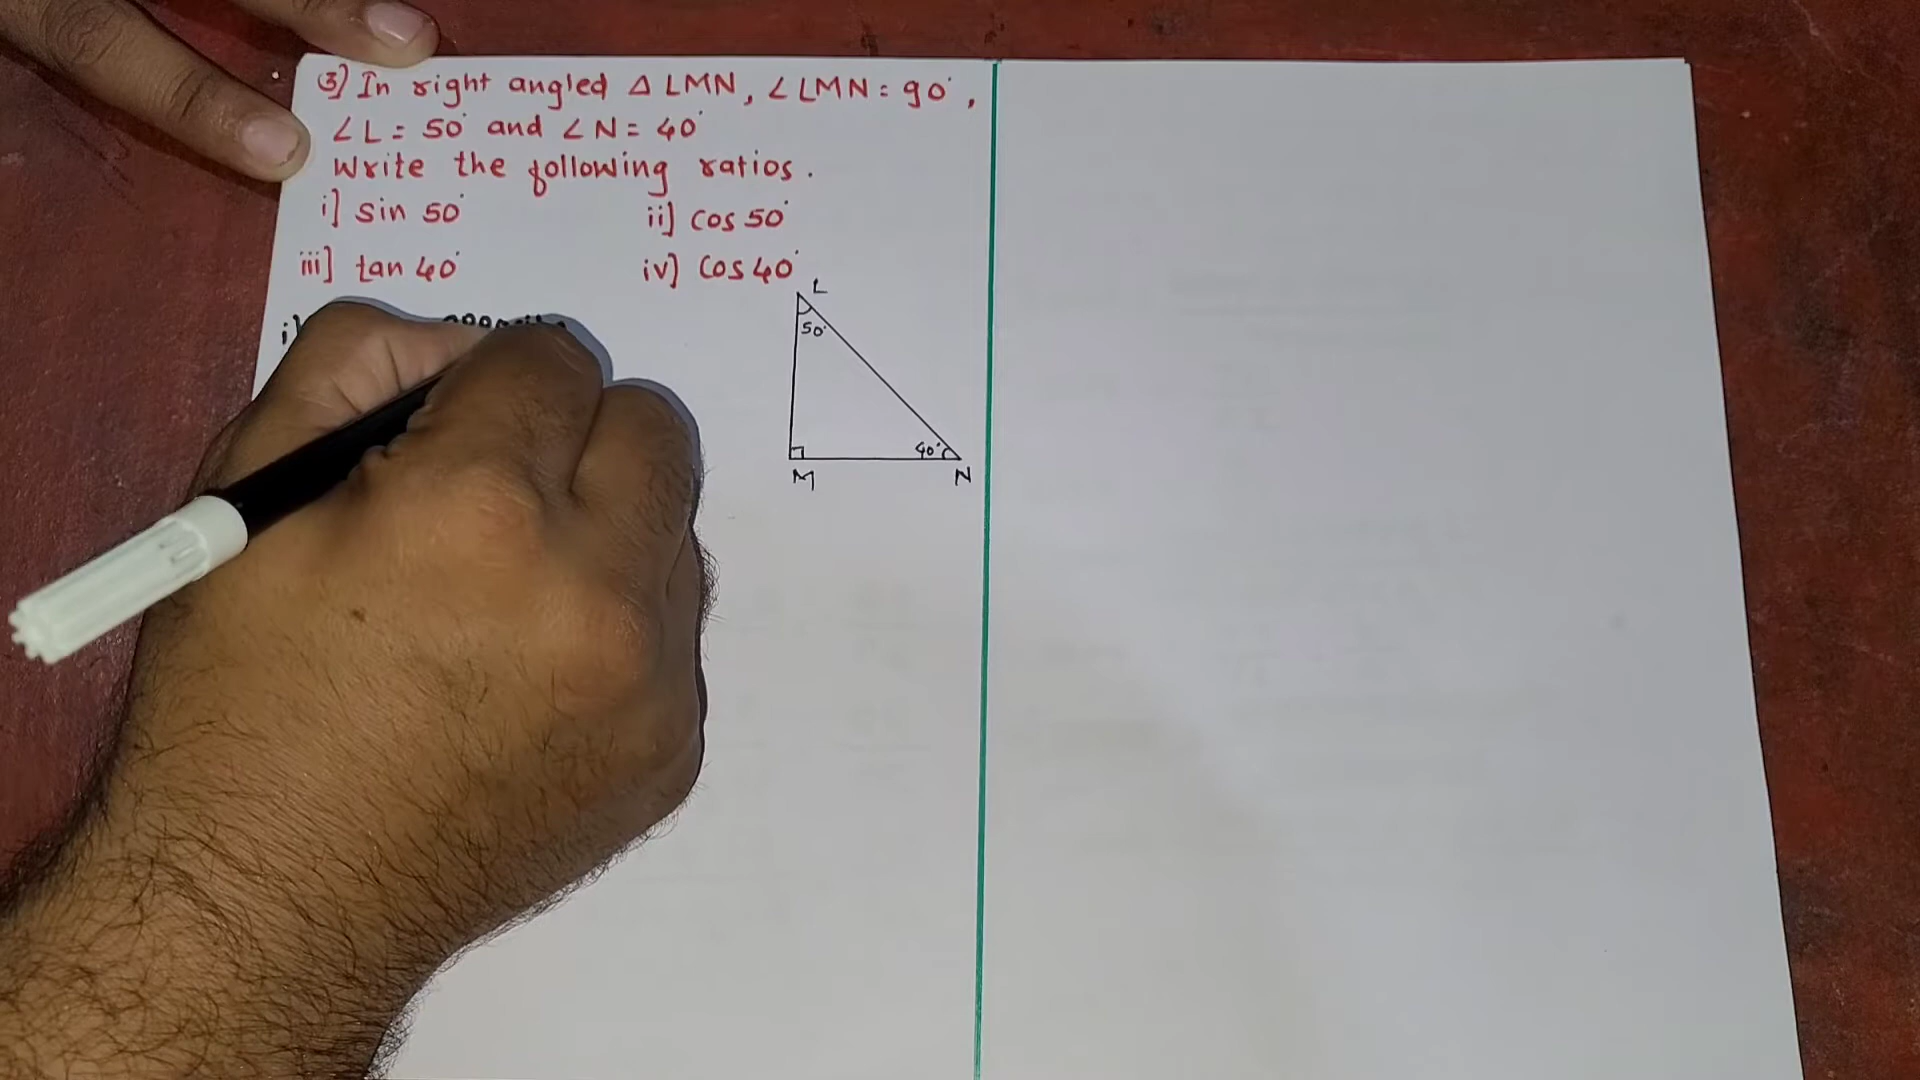 3) In right angled △ LMN, ∠LMN = 90°,
∠L = 50° and ∠N = 40°
Write the following ratios.
i] sin 50°
ii] cos 50°
iii] tan 40°
iv) cos 40°
L
50°
40°
M
N
i]